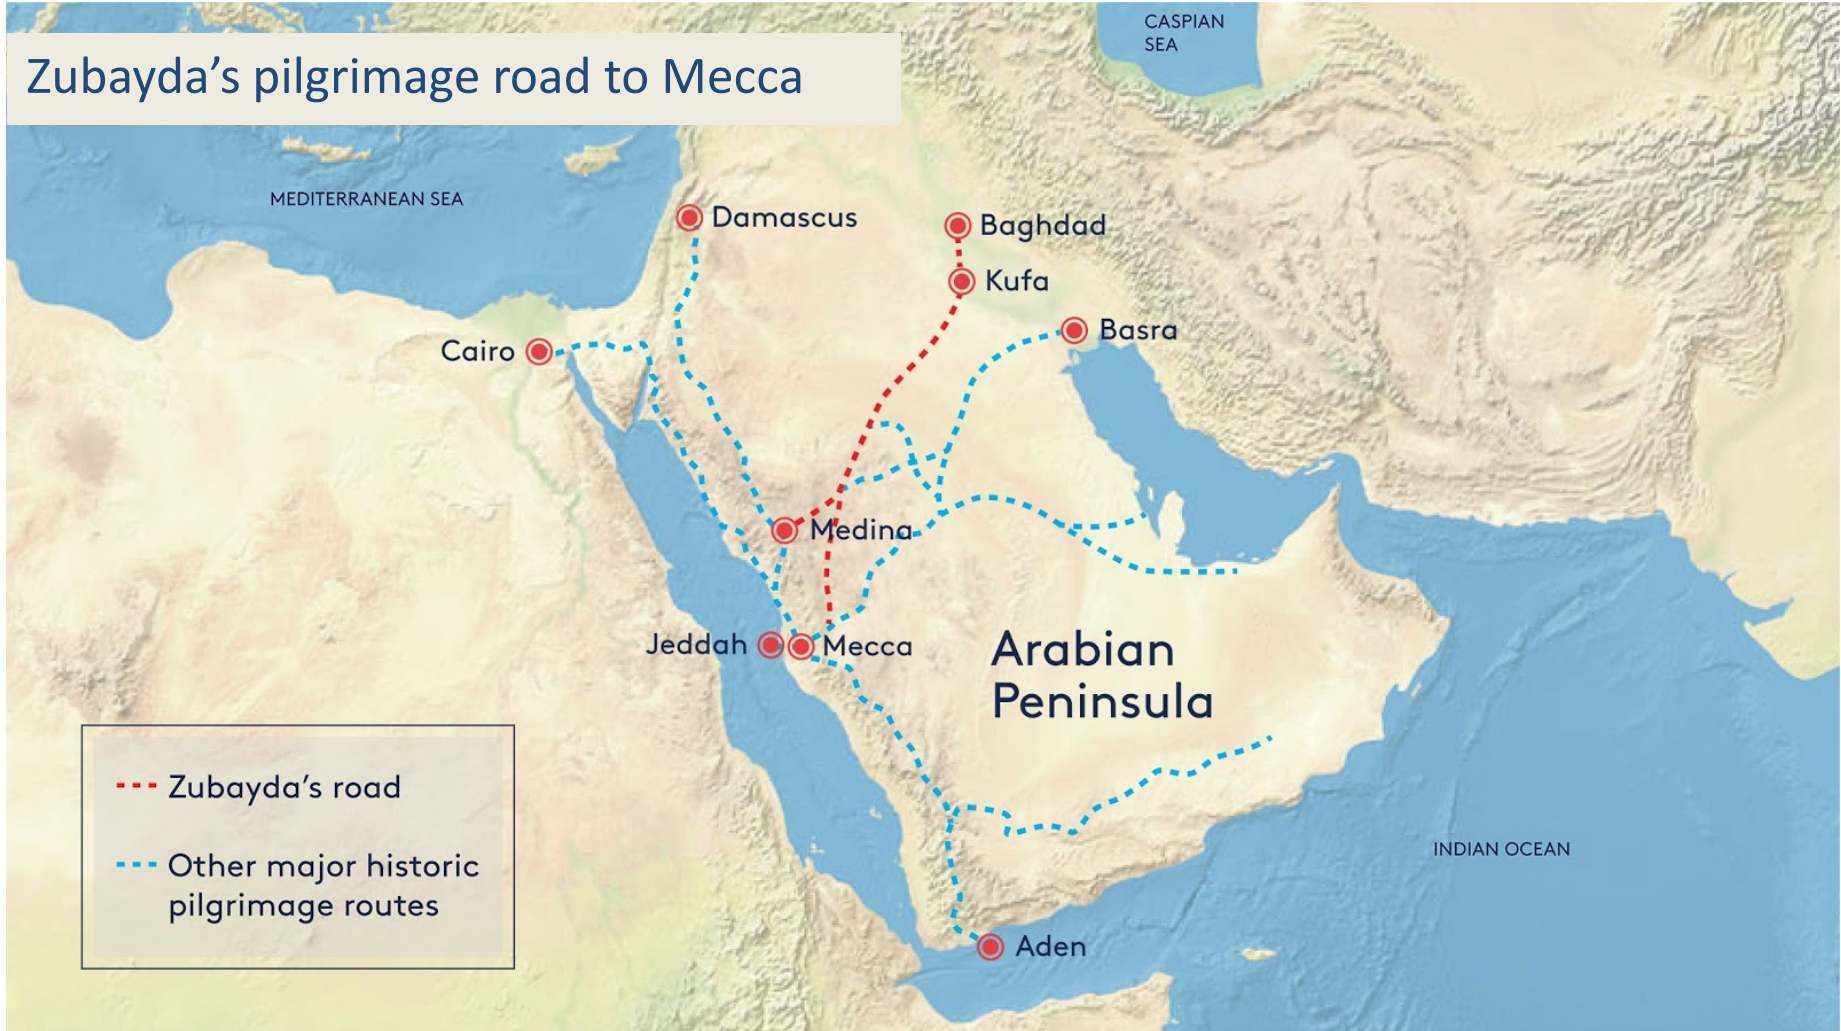 Zubayda’s pilgrimage road to Mecca
CASPIAN
SEA
MEDITERRANEAN SEA
Damascus
Baghdad
Kufa
Basra
Cairo
Medina
Jeddah
Mecca
Arabian
Peninsula
Zubayda’s road
Other major historic
pilgrimage routes
INDIAN OCEAN
Aden